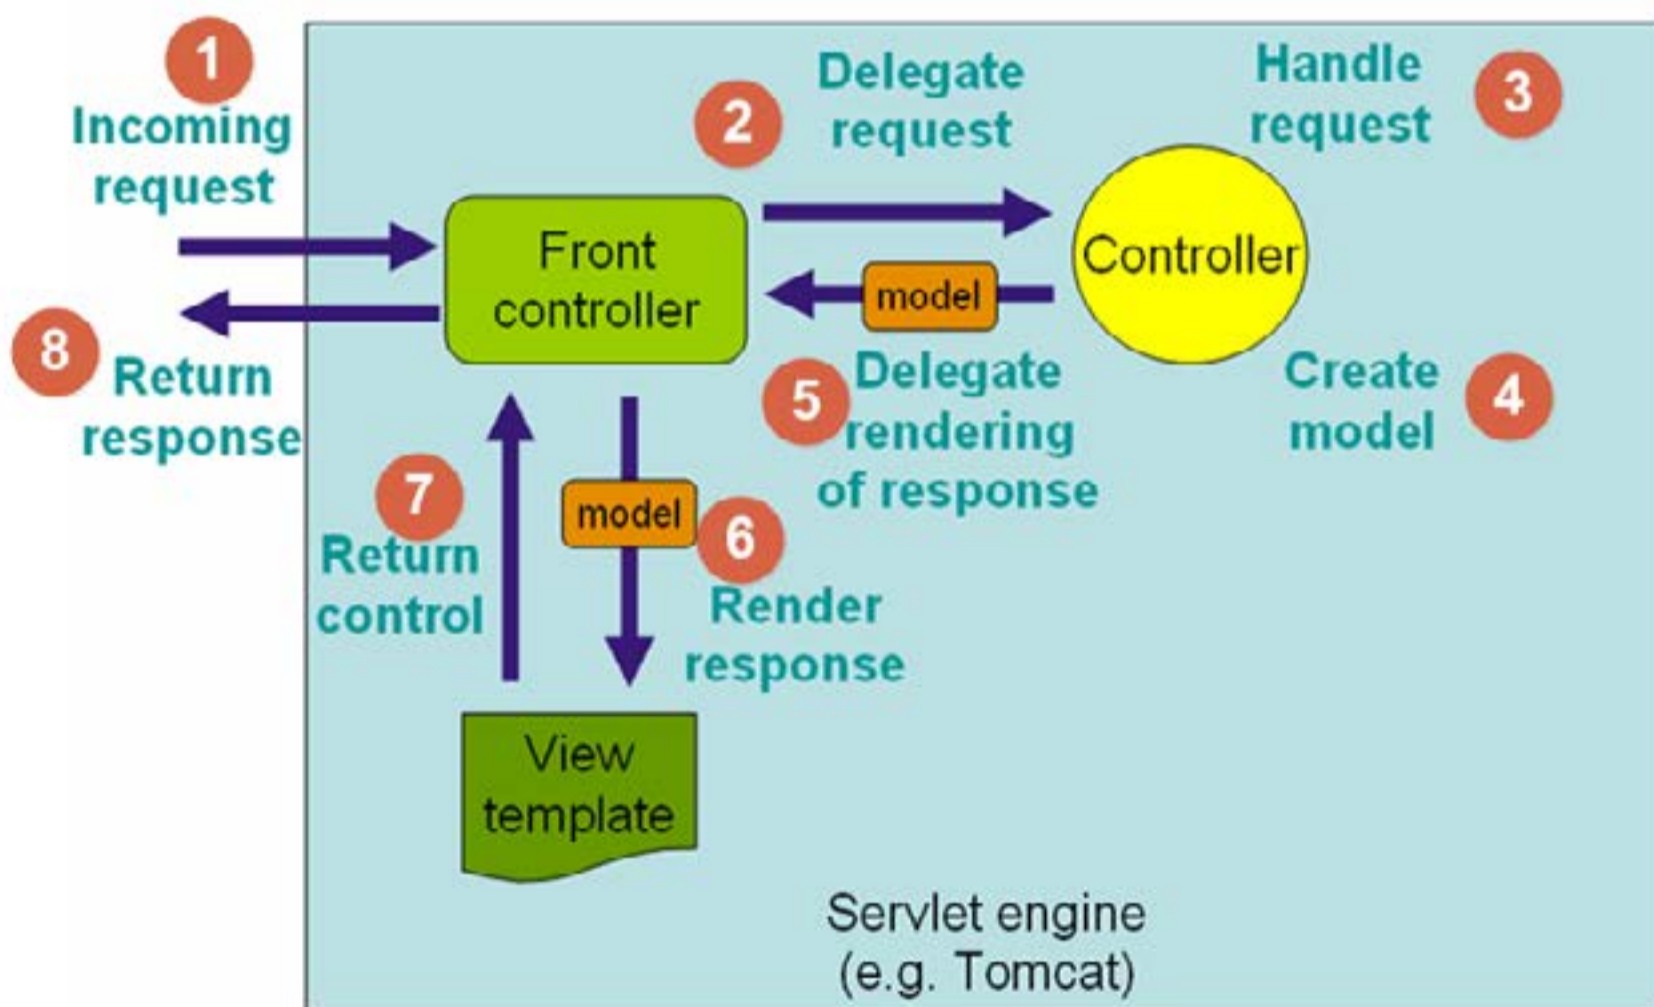 1
Incoming
request
2
Delegate
request
Handle
request
3
Front
controller
Controller
model
8
Return
response
5
Delegate
rendering
of response
Create
model
4
7
Return
control
model
6
Render
response
View
template
Servlet engine
(e.g. Tomcat)